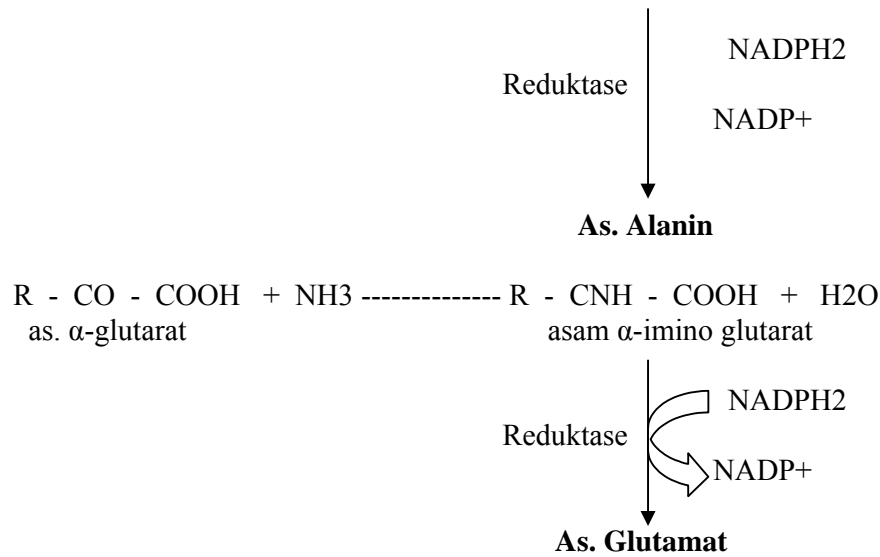 NADPH2
Reduktase
NADP+
As. Alanin
R - CO - COOH + NH3 -------------- R - CNH - COOH + H2O
as. α-glutarat asam α-imino glutarat
NADPH2
Reduktase
NADP+
As. Glutamat